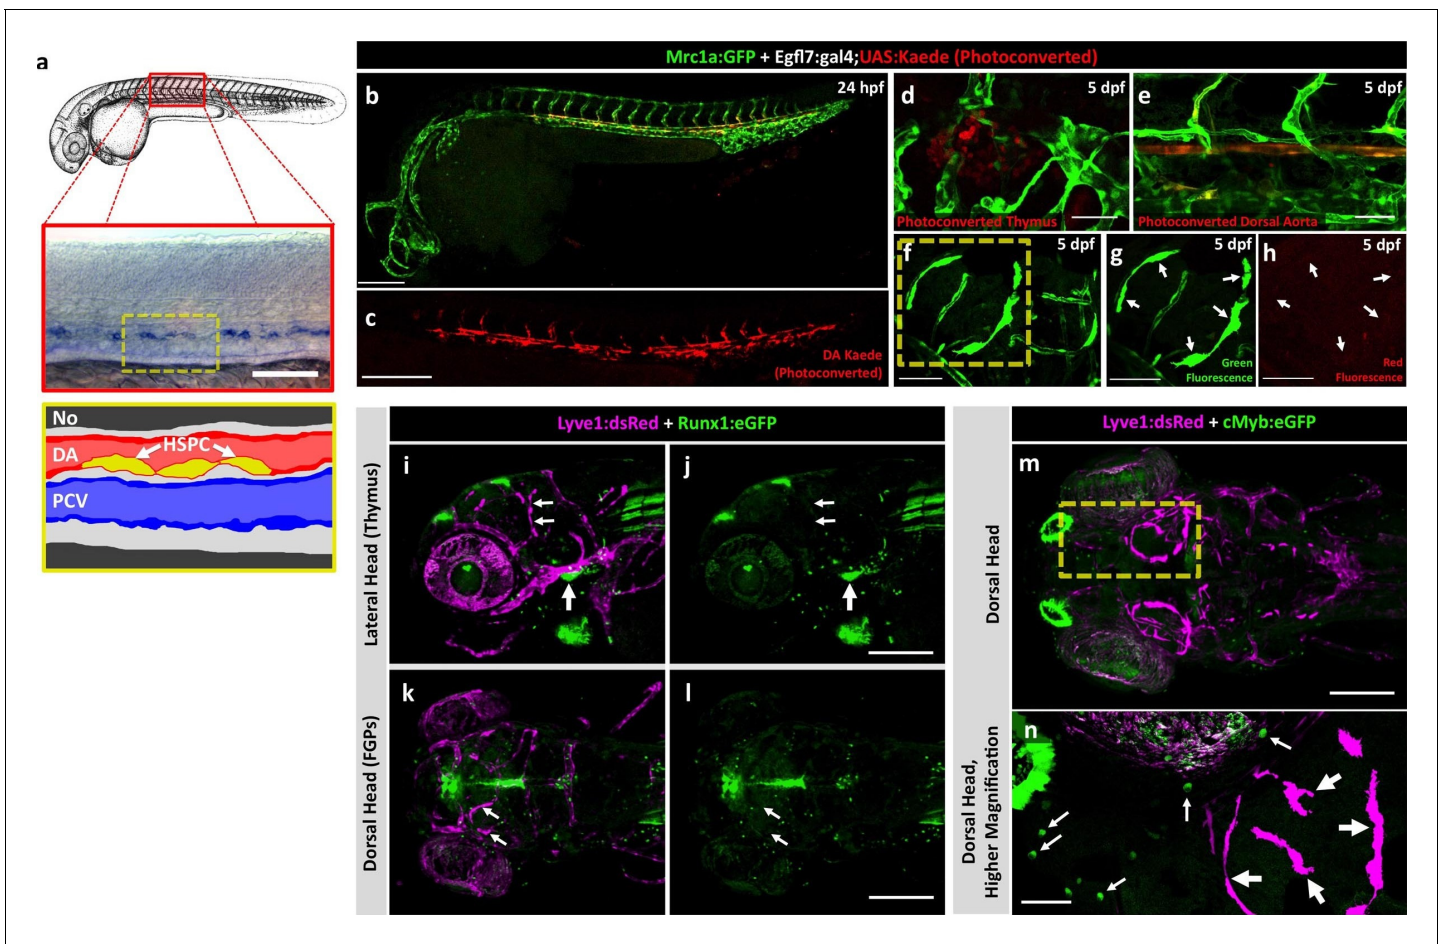 a
No
HSPC
DA
PCV
Mrc1a:GFP + Egfl7:gal4;UAS:Kaede (Photoconverted)
b
24 hpf
c
DA Kaede
(Photoconverted)
d
5 dpf
Photoconverted Thymus
e
5 dpf
Photoconverted Dorsal Aorta
f
5 dpf
g
5 dpf
Green
Fluorescence
h
5 dpf
Red
Fluorescence
Lyve1:dsRed + Runx1:eGFP
Lateral Head (Thymus)
i
j
Dorsal Head (FGPs)
k
l
Lyve1:dsRed + cMyb:eGFP
Dorsal Head
m
Dorsal Head,
Higher Magnification
n